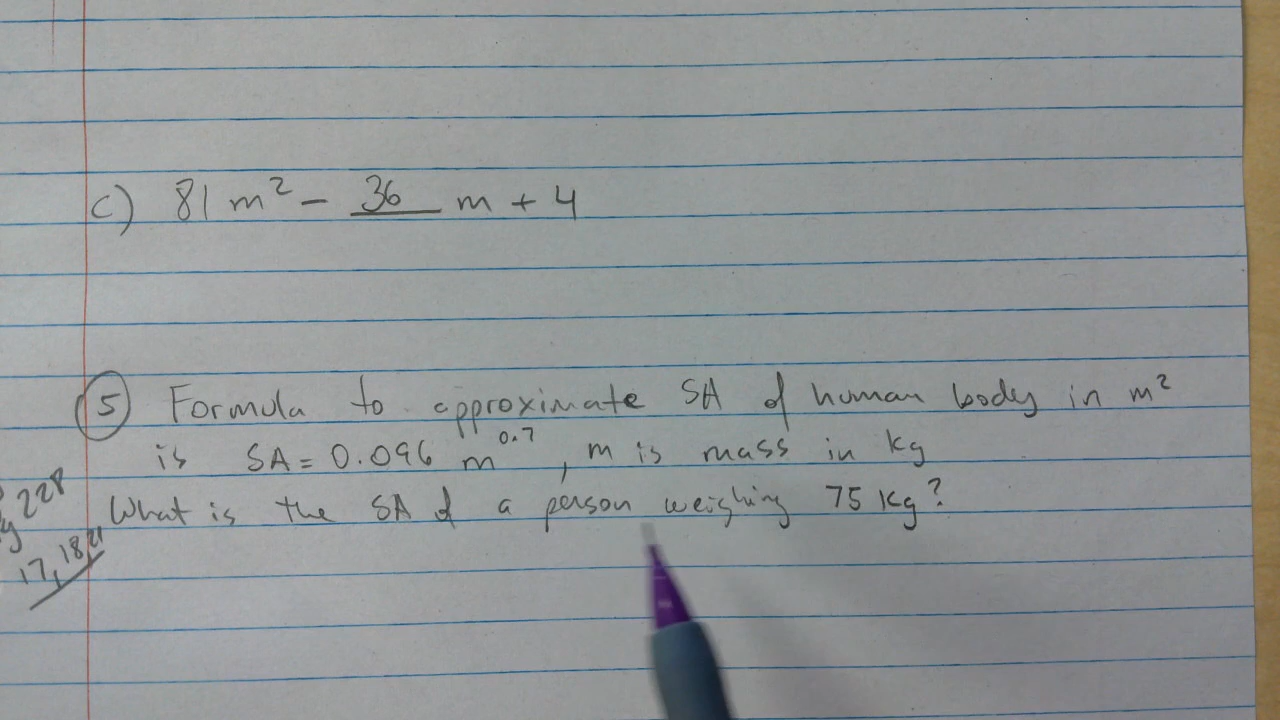 c) 81 m² - 36 m + 4
5 Formula to approximate SA of human body in m²
is SA = 0.096 m^0.7, m is mass in kg
What is the SA of a person weighing 75 kg?
228
17, 18, 21